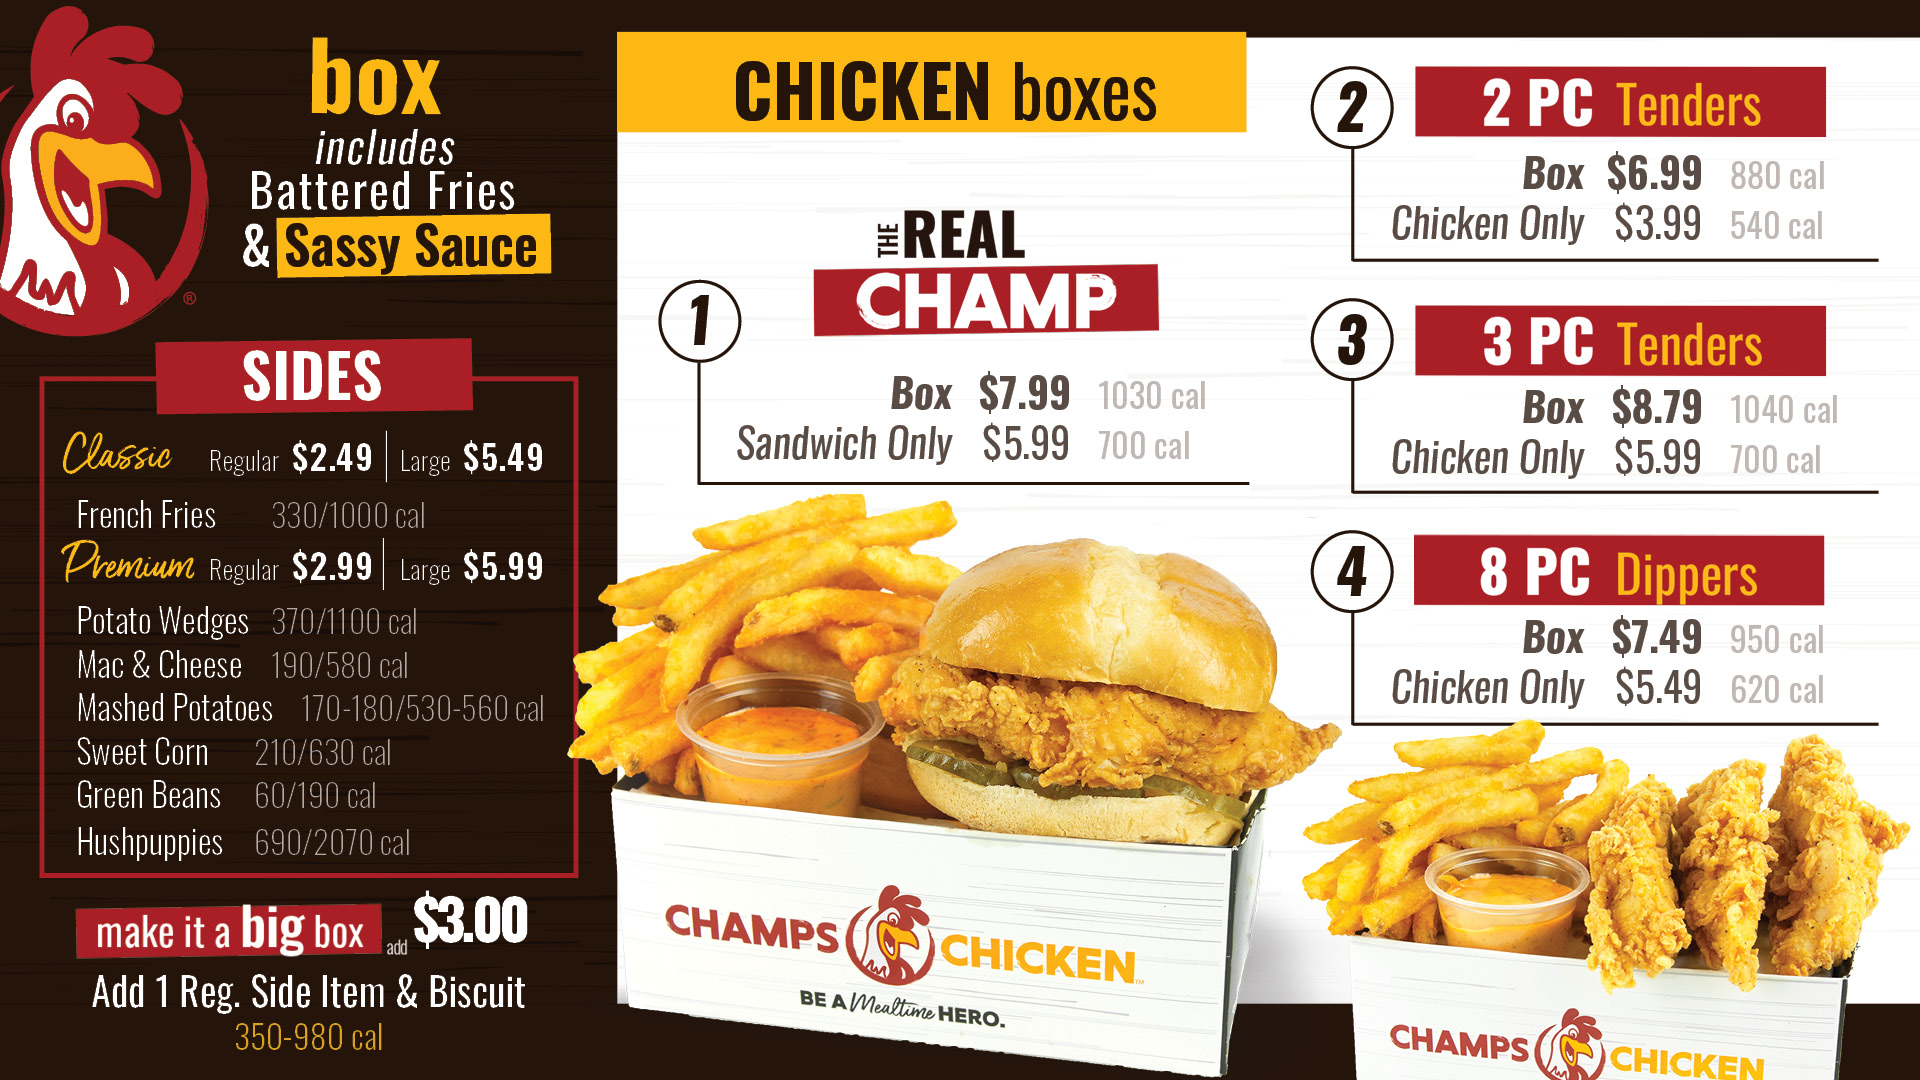 box
includes
Battered Fries
& Sassy Sauce
®
SIDES
Classic Regular $2.49 | Large $5.49
French Fries 330/1000 cal
Premium Regular $2.99 | Large $5.99
Potato Wedges 370/1100 cal
Mac & Cheese 190/580 cal
Mashed Potatoes 170-180/530-560 cal
Sweet Corn 210/630 cal
Green Beans 60/190 cal
Hushpuppies 690/2070 cal
make it a big box add $3.00
Add 1 Reg. Side Item & Biscuit
350-980 cal
CHICKEN boxes
1
THE REAL
CHAMP
Box $7.99 1030 cal
Sandwich Only $5.99 700 cal
2
2 PC Tenders
Box $6.99 880 cal
Chicken Only $3.99 540 cal
3
3 PC Tenders
Box $8.79 1040 cal
Chicken Only $5.99 700 cal
4
8 PC Dippers
Box $7.49 950 cal
Chicken Only $5.49 620 cal
CHAMPS CHICKEN™
BE A Mealtime HERO.
CHAMPS CHICKEN